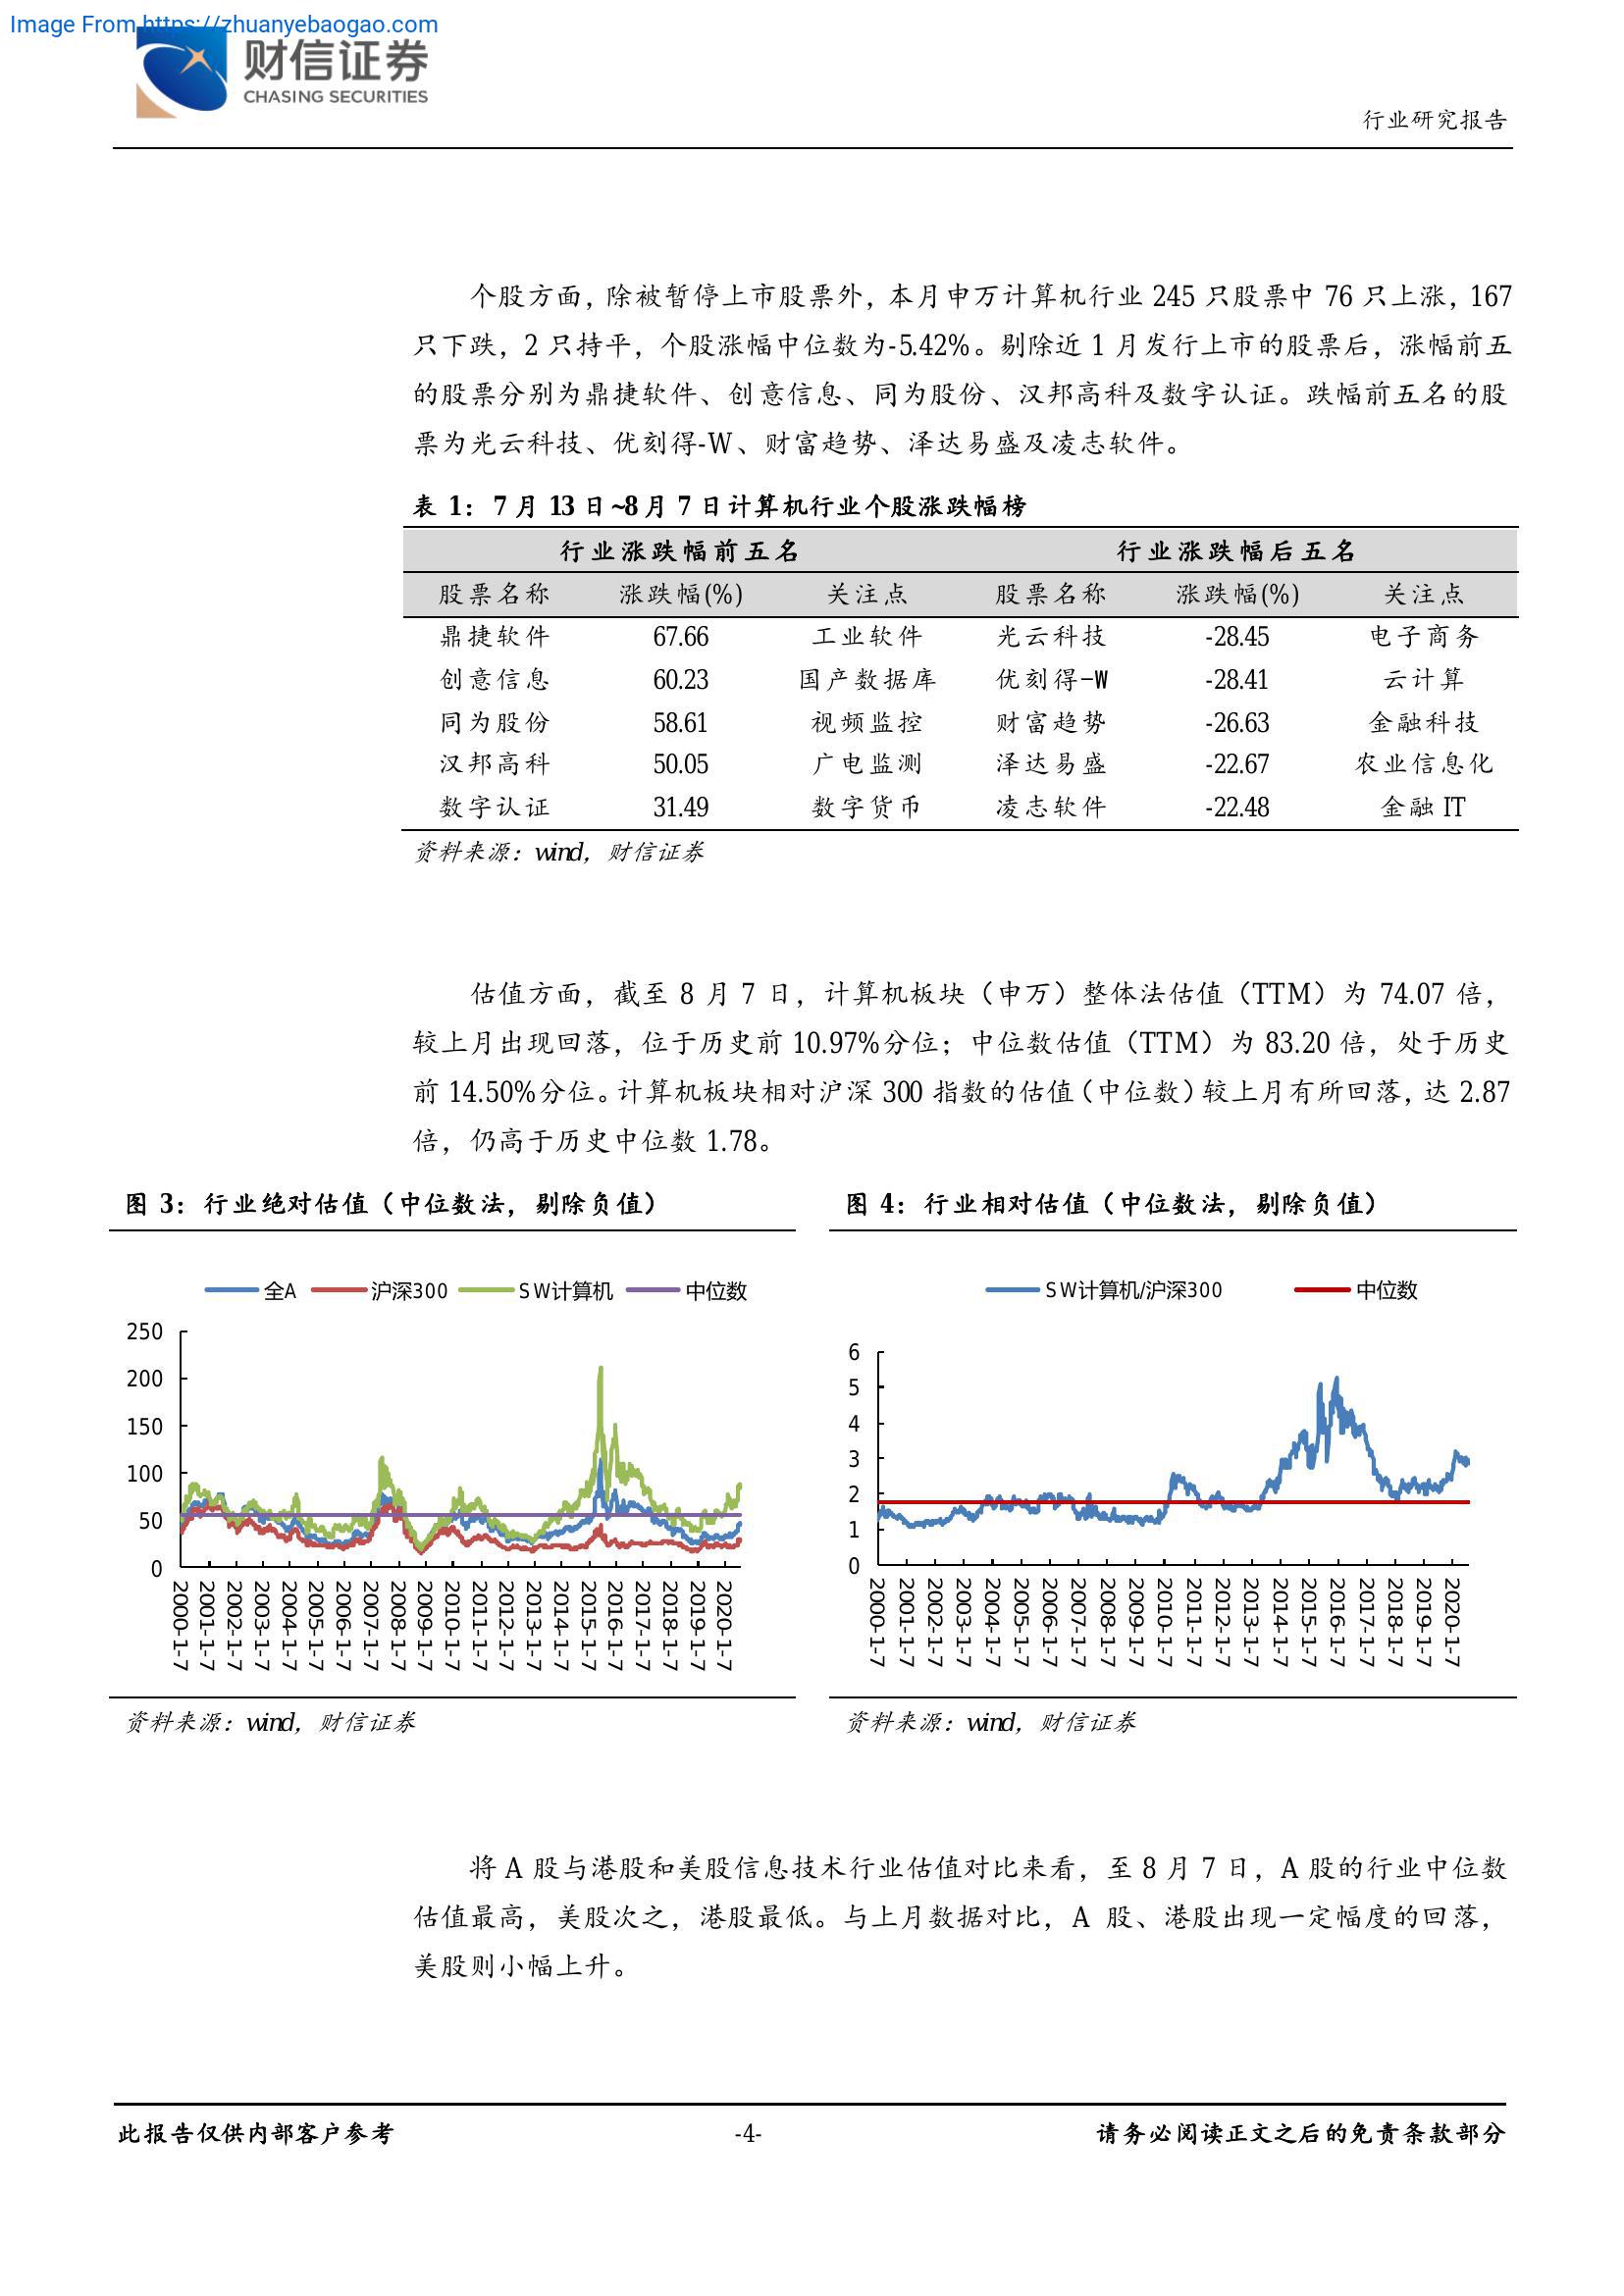 Image From https://zhuanyebaogao.com
财信证券
CHASING SECURITIES
行业研究报告
个股方面，除被暂停上市股票外，本月申万计算机行业 245 只股票中 76 只上涨，167
只下跌，2 只持平，个股涨幅中位数为-5.42%。剔除近 1 月发行上市的股票后，涨幅前五
的股票分别为鼎捷软件、创意信息、同为股份、汉邦高科及数字认证。跌幅前五名的股
票为光云科技、优刻得-W、财富趋势、泽达易盛及凌志软件。
表 1：7 月 13 日~8 月 7 日计算机行业个股涨跌幅榜
行业涨跌幅前五名 行业涨跌幅后五名
股票名称 涨跌幅(%) 关注点 股票名称 涨跌幅(%) 关注点
鼎捷软件 67.66 工业软件 光云科技 -28.45 电子商务
创意信息 60.23 国产数据库 优刻得-W -28.41 云计算
同为股份 58.61 视频监控 财富趋势 -26.63 金融科技
汉邦高科 50.05 广电监测 泽达易盛 -22.67 农业信息化
数字认证 31.49 数字货币 凌志软件 -22.48 金融 IT
资料来源：wind，财信证券
估值方面，截至 8 月 7 日，计算机板块（申万）整体法估值（TTM）为 74.07 倍，
较上月出现回落，位于历史前 10.97%分位；中位数估值（TTM）为 83.20 倍，处于历史
前 14.50%分位。计算机板块相对沪深 300 指数的估值（中位数）较上月有所回落，达 2.87
倍，仍高于历史中位数 1.78。
图 3：行业绝对估值（中位数法，剔除负值）
全A 沪深300 SW计算机 中位数
250
200
150
100
50
0
2000-1-7 2001-1-7 2002-1-7 2003-1-7 2004-1-7 2005-1-7 2006-1-7 2007-1-7 2008-1-7 2009-1-7 2010-1-7 2011-1-7 2012-1-7 2013-1-7 2014-1-7 2015-1-7 2016-1-7 2017-1-7 2018-1-7 2019-1-7 2020-1-7
资料来源：wind，财信证券
图 4：行业相对估值（中位数法，剔除负值）
SW计算机/沪深300 中位数
6
5
4
3
2
1
0
2000-1-7 2001-1-7 2002-1-7 2003-1-7 2004-1-7 2005-1-7 2006-1-7 2007-1-7 2008-1-7 2009-1-7 2010-1-7 2011-1-7 2012-1-7 2013-1-7 2014-1-7 2015-1-7 2016-1-7 2017-1-7 2018-1-7 2019-1-7 2020-1-7
资料来源：wind，财信证券
将 A 股与港股和美股信息技术行业估值对比来看，至 8 月 7 日，A 股的行业中位数
估值最高，美股次之，港股最低。与上月数据对比，A 股、港股出现一定幅度的回落，
美股则小幅上升。
此报告仅供内部客户参考 -4- 请务必阅读正文之后的免责条款部分